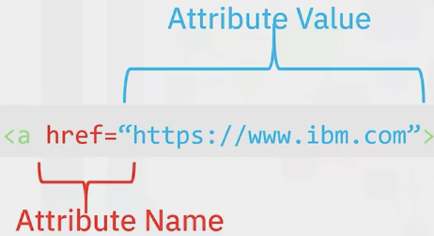 Attribute Value
<a href=“https://www.ibm.com”>
Attribute Name